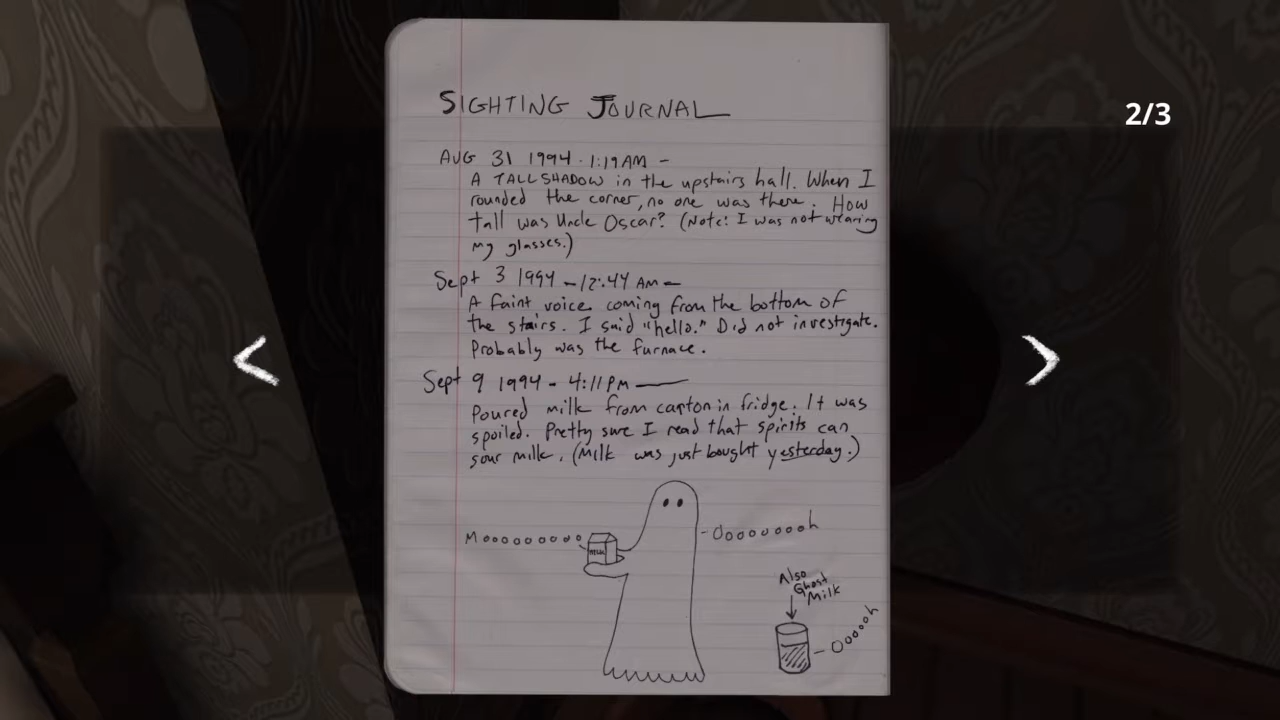 2/3
SIGHTING JOURNAL
AUG 31 1994 - 1:19 AM -
A TALL SHADOW in the upstairs hall. When I
rounded the corner, no one was there. How
tall was Uncle Oscar? (Note: I was not wearing
my glasses.)
Sept 3 1994 - 12:44 AM -
A faint voice coming from the bottom of
the stairs. I said "hello." Did not investigate.
Probably was the furnace.
Sept 9 1994 - 4:11 PM
Poured milk from carton in fridge. It was
spoiled. Pretty sure I read that spirits can
sour milk. (Milk was just bought yesterday.)
Mooooooooo
MILK
-Oooooooooh
Also
Ghost
Milk
-Ooooooh
<
>